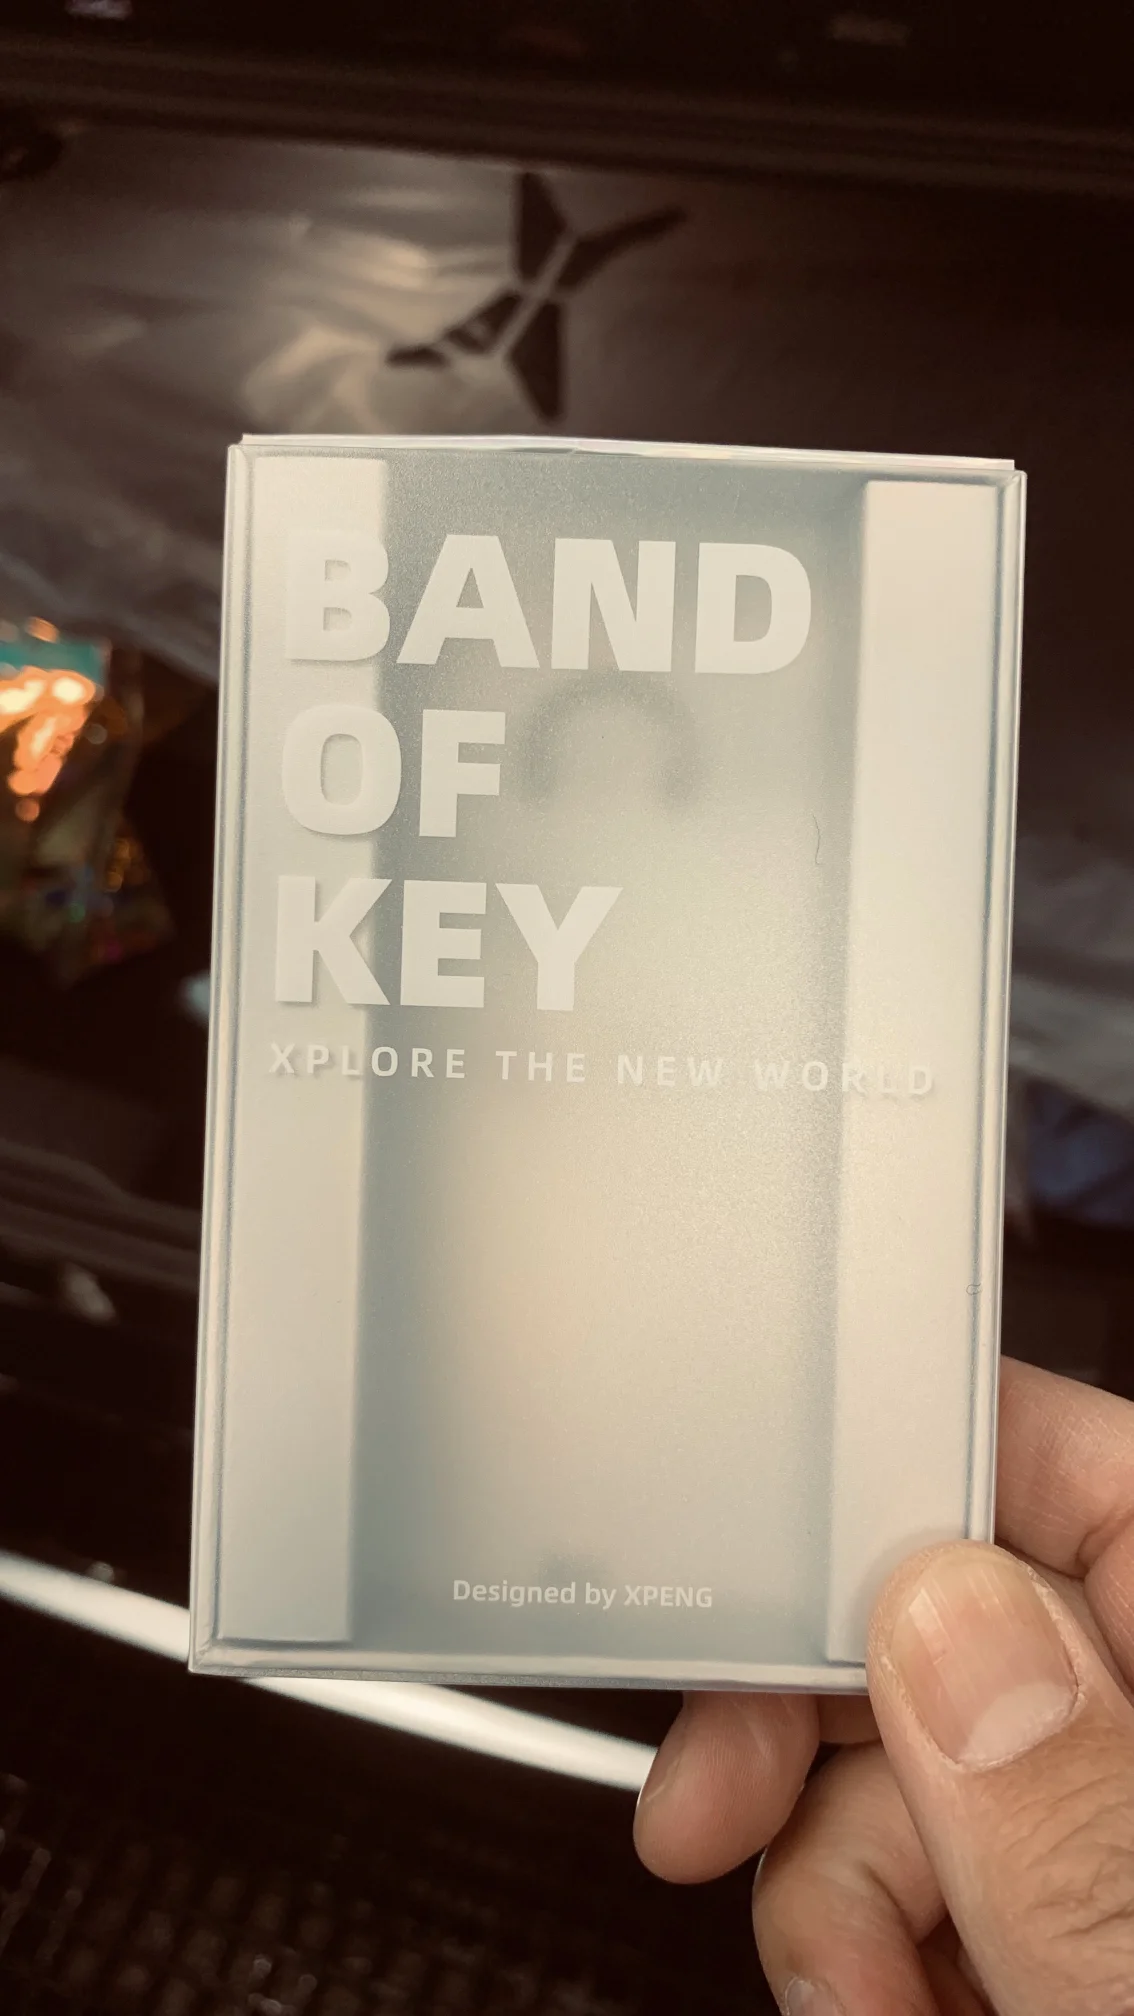 BAND
OF
KEY
XPLORE THE NEW WORLD
Designed by XPENG